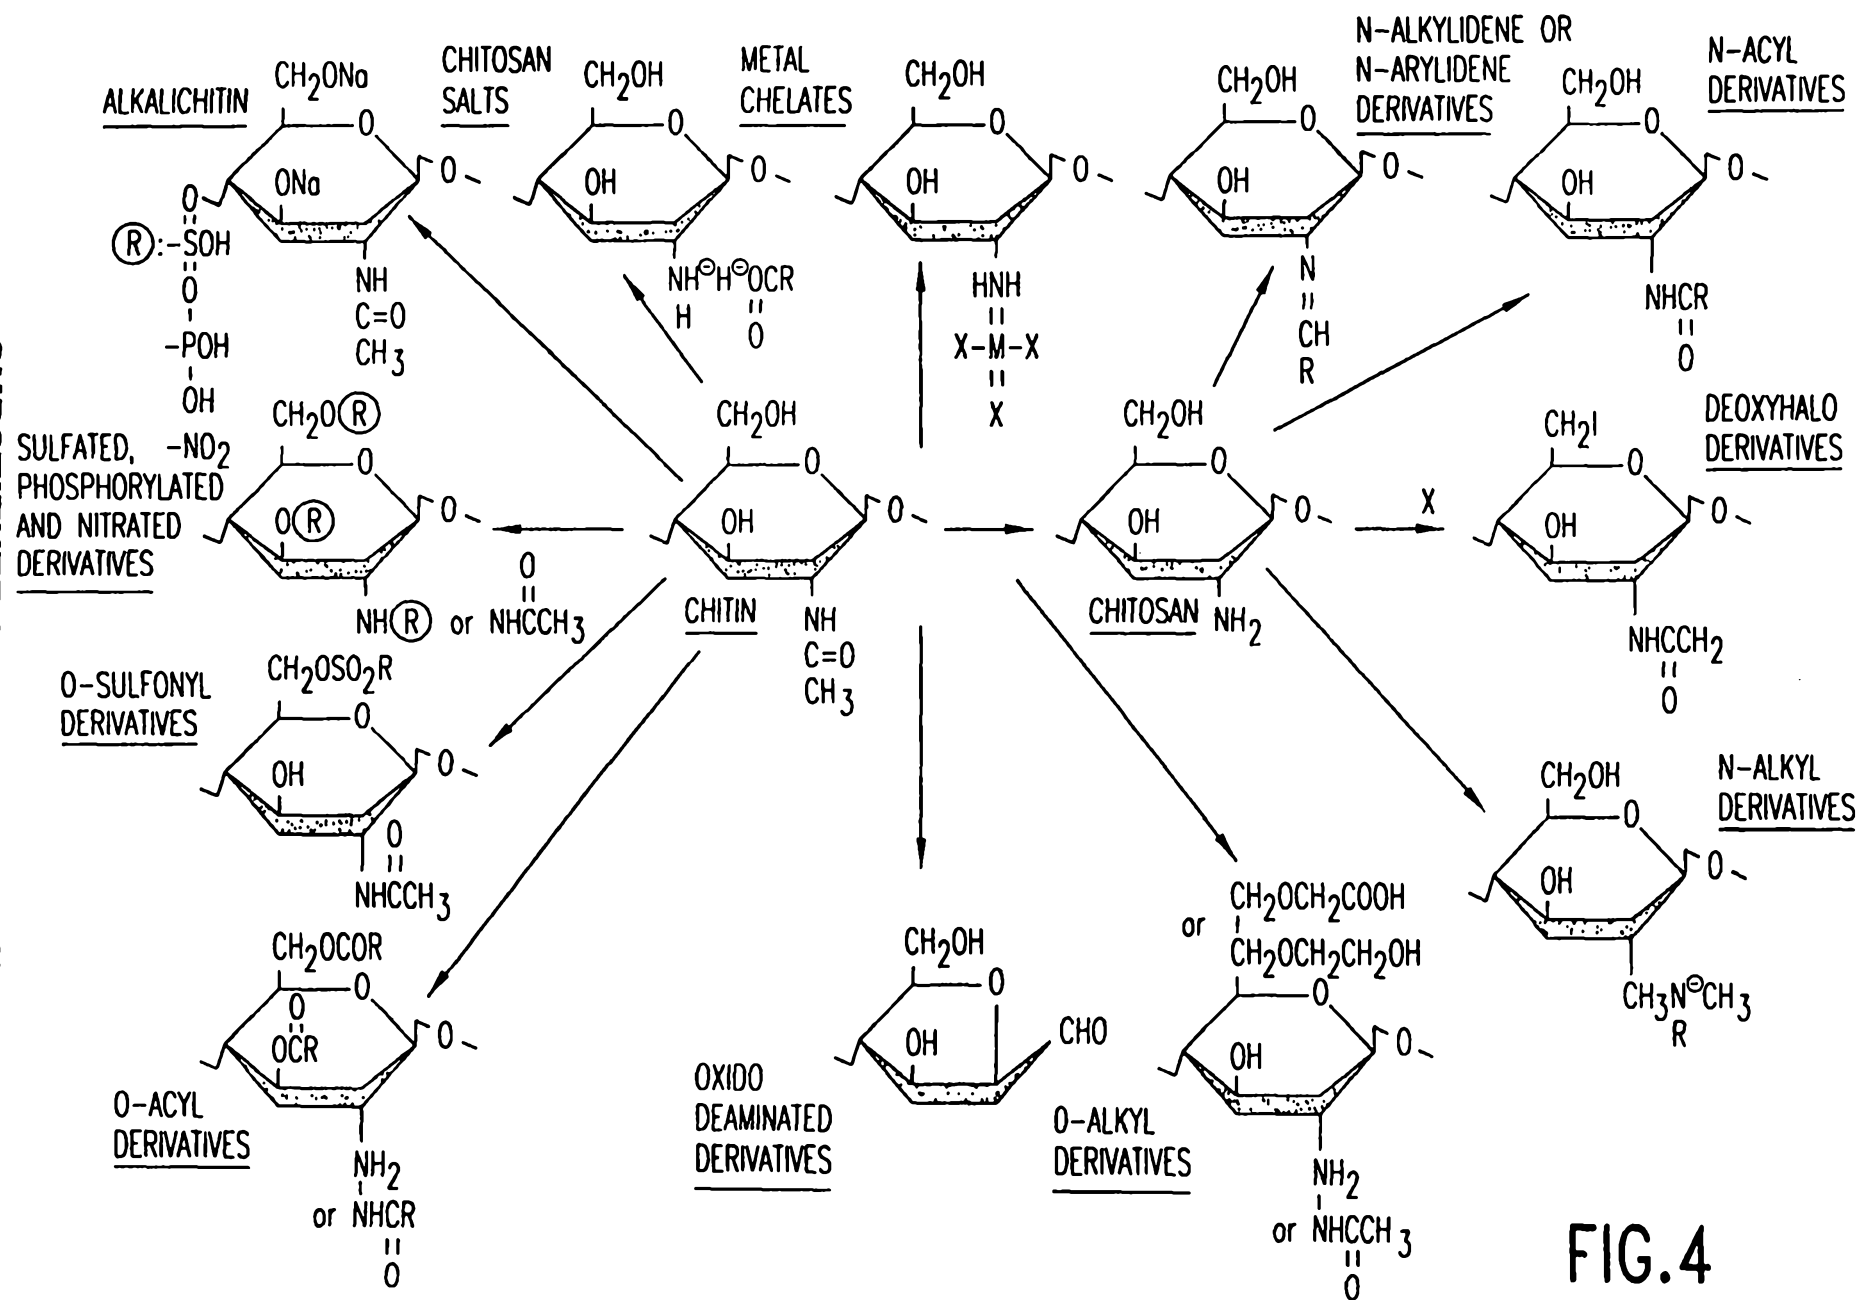 ALKALICHITIN
CH2ONa
O
ONa
O
NH
C=O
CH3
CHITOSAN
SALTS
CH2OH
O
OH
O
NH⊖H⊖OCR
H
O
METAL
CHELATES
CH2OH
O
OH
O
HNH
X-M-X
X
CH2OH
O
OH
O
N
CH
R
N-ALKYLIDENE OR
N-ARYLIDENE
DERIVATIVES
CH2OH
O
OH
O
NHCR
O
N-ACYL
DERIVATIVES
O
R:-SOH
O
-POH
OH
-NO2
SULFATED,
PHOSPHORYLATED
AND NITRATED
DERIVATIVES
CH2OR
O
OR
O
O
NHR or NHCCH3
CH2OH
O
OH
O
CHITIN
NH
C=O
CH3
CH2OH
O
OH
O
CHITOSAN
NH2
X
DEOXYHALO
DERIVATIVES
CH2I
O
OH
O
NHCCH2
O
O-SULFONYL
DERIVATIVES
CH2OSO2R
O
OH
O
O
NHCCH3
N-ALKYL
DERIVATIVES
CH2OH
O
OH
O
CH3N⊖CH3
R
O-ACYL
DERIVATIVES
CH2OCOR
O
O
OCR
O
NH2
or NHCR
O
OXIDO
DEAMINATED
DERIVATIVES
CH2OH
O
OH
CHO
O-ALKYL
DERIVATIVES
or
CH2OCH2COOH
CH2OCH2CH2OH
O
OH
O
NH2
or NHCCH3
O
FIG.4